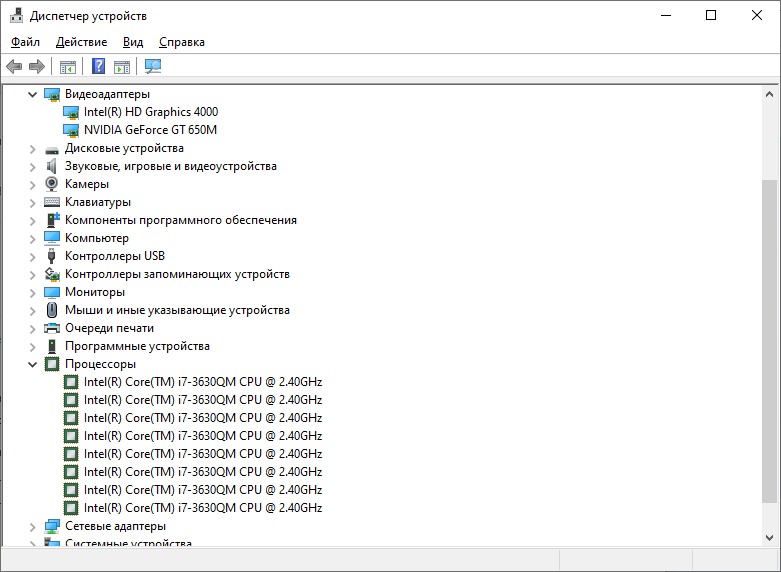 Диспетчер устройств
Файл Действие Вид Справка
Видеоадаптеры
Intel(R) HD Graphics 4000
NVIDIA GeForce GT 650M
Дисковые устройства
Звуковые, игровые и видеоустройства
Камеры
Клавиатуры
Компоненты программного обеспечения
Компьютер
Контроллеры USB
Контроллеры запоминающих устройств
Мониторы
Мыши и иные указывающие устройства
Очереди печати
Программные устройства
Процессоры
Intel(R) Core(TM) i7-3630QM CPU @ 2.40GHz
Intel(R) Core(TM) i7-3630QM CPU @ 2.40GHz
Intel(R) Core(TM) i7-3630QM CPU @ 2.40GHz
Intel(R) Core(TM) i7-3630QM CPU @ 2.40GHz
Intel(R) Core(TM) i7-3630QM CPU @ 2.40GHz
Intel(R) Core(TM) i7-3630QM CPU @ 2.40GHz
Intel(R) Core(TM) i7-3630QM CPU @ 2.40GHz
Intel(R) Core(TM) i7-3630QM CPU @ 2.40GHz
Сетевые адаптеры
Системные устройства